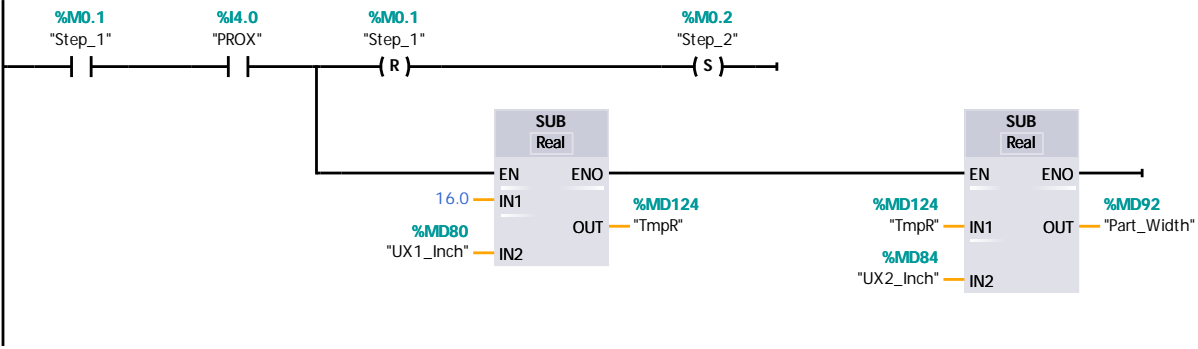 %M0.1 %I4.0 %M0.1 %M0.2
"Step_1" "PROX" "Step_1" "Step_2"
R S
SUB SUB
Real Real
EN ENO EN ENO
16.0 IN1
%MD124 %MD124 %MD92
OUT "TmpR" "TmpR" IN1 OUT "Part_Width"
%MD80
"UX1_Inch" IN2
%MD84
"UX2_Inch" IN2